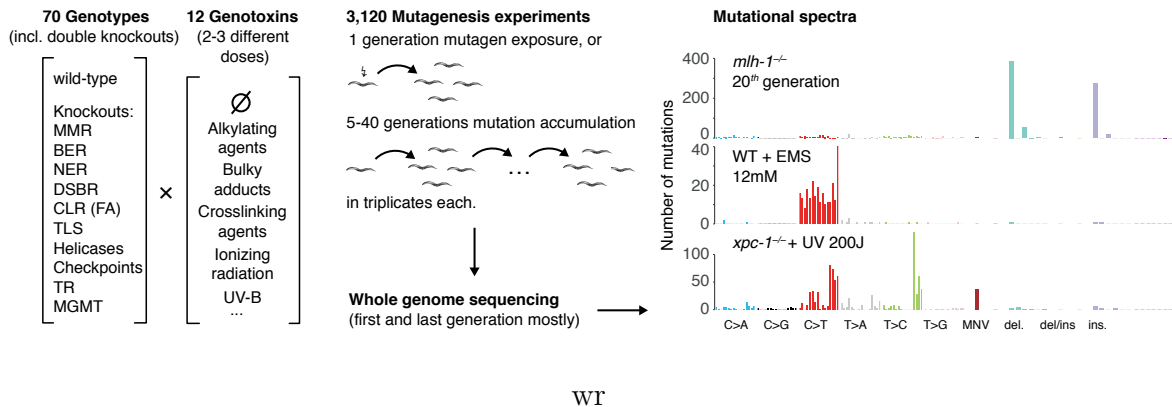 70 Genotypes
(incl. double knockouts)
wild-type
Knockouts:
MMR
BER
NER
DSBR
CLR (FA)
TLS
Helicases
Checkpoints
TR
MGMT
×
12 Genotoxins
(2-3 different
doses)
∅
Alkylating
agents
Bulky
adducts
Crosslinking
agents
Ionizing
radiation
UV-B
...
3,120 Mutagenesis experiments
1 generation mutagen exposure, or
5-40 generations mutation accumulation
...
in triplicates each.
Whole genome sequencing
(first and last generation mostly)
Mutational spectra
Number of mutations
400
200
0
mlh-1⁻/⁻
20th generation
40
20
0
WT + EMS
12mM
100
50
0
xpc-1⁻/⁻ + UV 200J
C>A C>G C>T T>A T>C T>G MNV del. del/ins ins.
wr